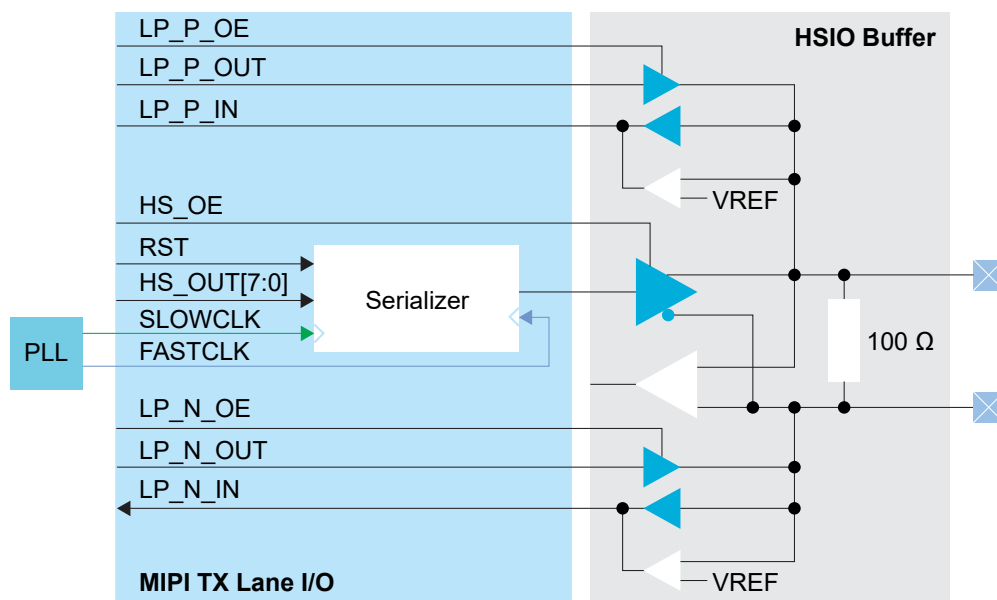 LP_P_OE
HSIO Buffer
LP_P_OUT
LP_P_IN
VREF
HS_OE
RST
HS_OUT[7:0]
Serializer
SLOWCLK
PLL
FASTCLK
100 Ω
LP_N_OE
LP_N_OUT
LP_N_IN
MIPI TX Lane I/O
VREF